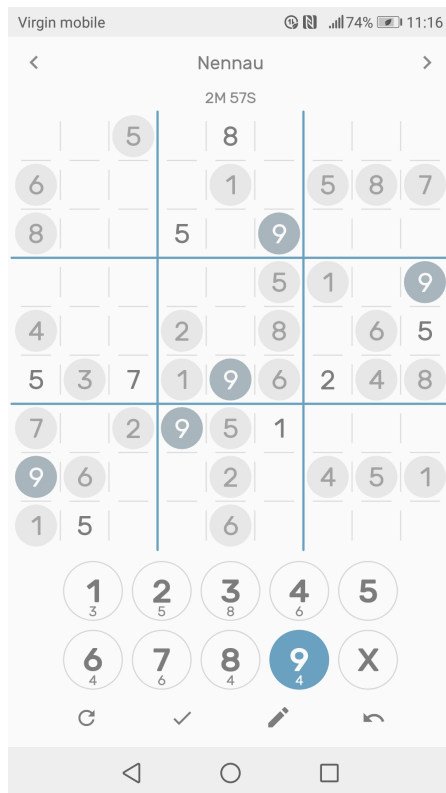 Virgin mobile 74% 11:16
Nennau
2M 57S
5 8
6 1 5 8 7
8 5 9
5 1 9
4 2 8 6 5
5 3 7 1 9 6 2 4 8
7 2 9 5 1
9 6 2 4 5 1
1 5 6
1 2 3 4 5
3 5 8 6
6 7 8 9 X
4 6 4 4